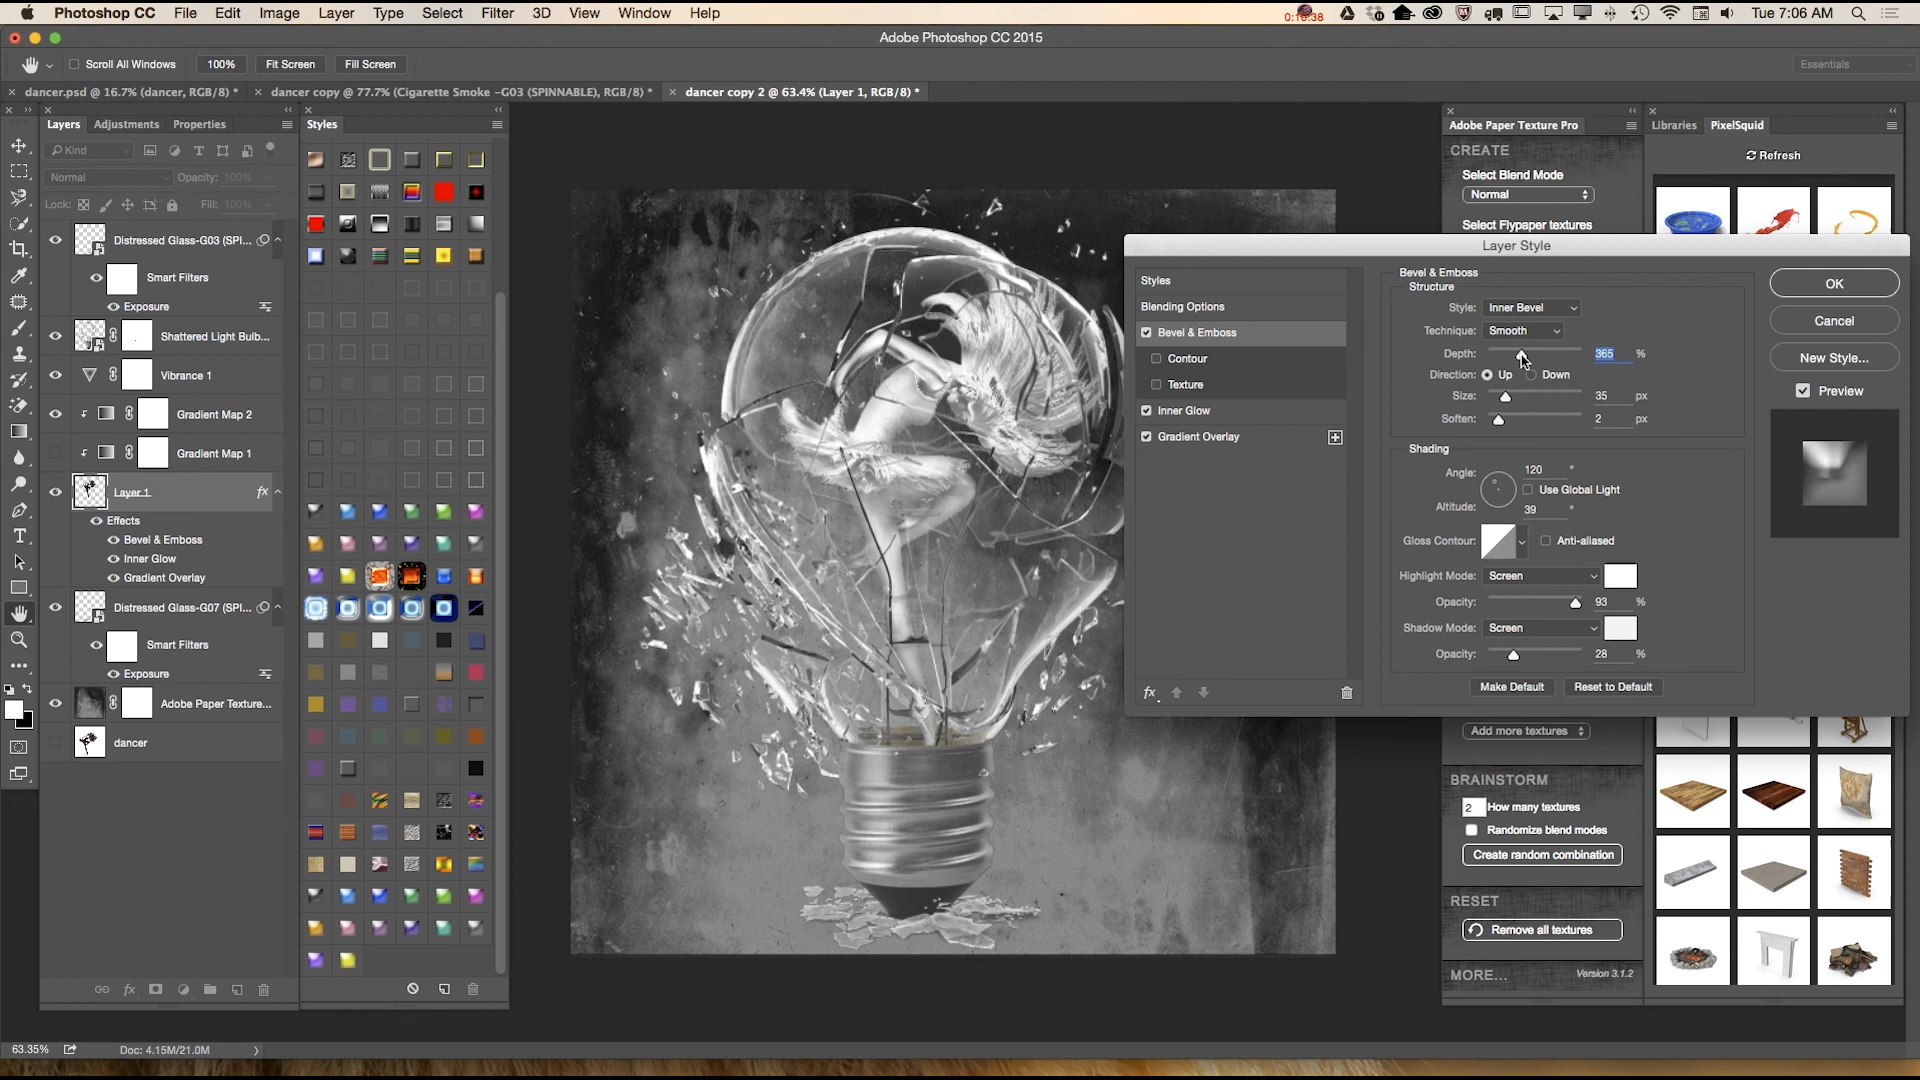 Photoshop CC File Edit Image Layer Type Select Filter 3D View Window Help
0:10:38
Tue 7:06 AM
Adobe Photoshop CC 2015
Scroll All Windows 100% Fit Screen Fill Screen
Essentials
dancer.psd @ 16.7% (dancer, RGB/8) *
dancer copy @ 77.7% (Cigarette Smoke -G03 (SPINNABLE), RGB/8) *
dancer copy 2 @ 63.4% (Layer 1, RGB/8) *
Layers Adjustments Properties
Kind
Normal Opacity: 100%
Lock: Fill: 100%
Distressed Glass-G03 (SPI...
Smart Filters
Exposure
Shattered Light Bulb...
Vibrance 1
Gradient Map 2
Gradient Map 1
Layer 1 fx
Effects
Bevel & Emboss
Inner Glow
Gradient Overlay
Distressed Glass-G07 (SPI...
Smart Filters
Exposure
Adobe Paper Texture...
dancer
fx
63.35% Doc: 4.15M/21.0M
Styles
Adobe Paper Texture Pro
CREATE
Select Blend Mode
Normal
Select Flypaper textures
Libraries PixelSquid
Refresh
Layer Style
Styles
Blending Options
Bevel & Emboss
Contour
Texture
Inner Glow
Gradient Overlay
fx
Bevel & Emboss
Structure
Style: Inner Bevel
Technique: Smooth
Depth: 365 %
Direction: Up Down
Size: 35 px
Soften: 2 px
Shading
Angle: 120 °
Use Global Light
Altitude: 39 °
Gloss Contour: Anti-aliased
Highlight Mode: Screen
Opacity: 93 %
Shadow Mode: Screen
Opacity: 28 %
Make Default Reset to Default
OK
Cancel
New Style...
Preview
Add more textures
BRAINSTORM
2 How many textures
Randomize blend modes
Create random combination
RESET
Remove all textures
MORE... Version 3.1.2